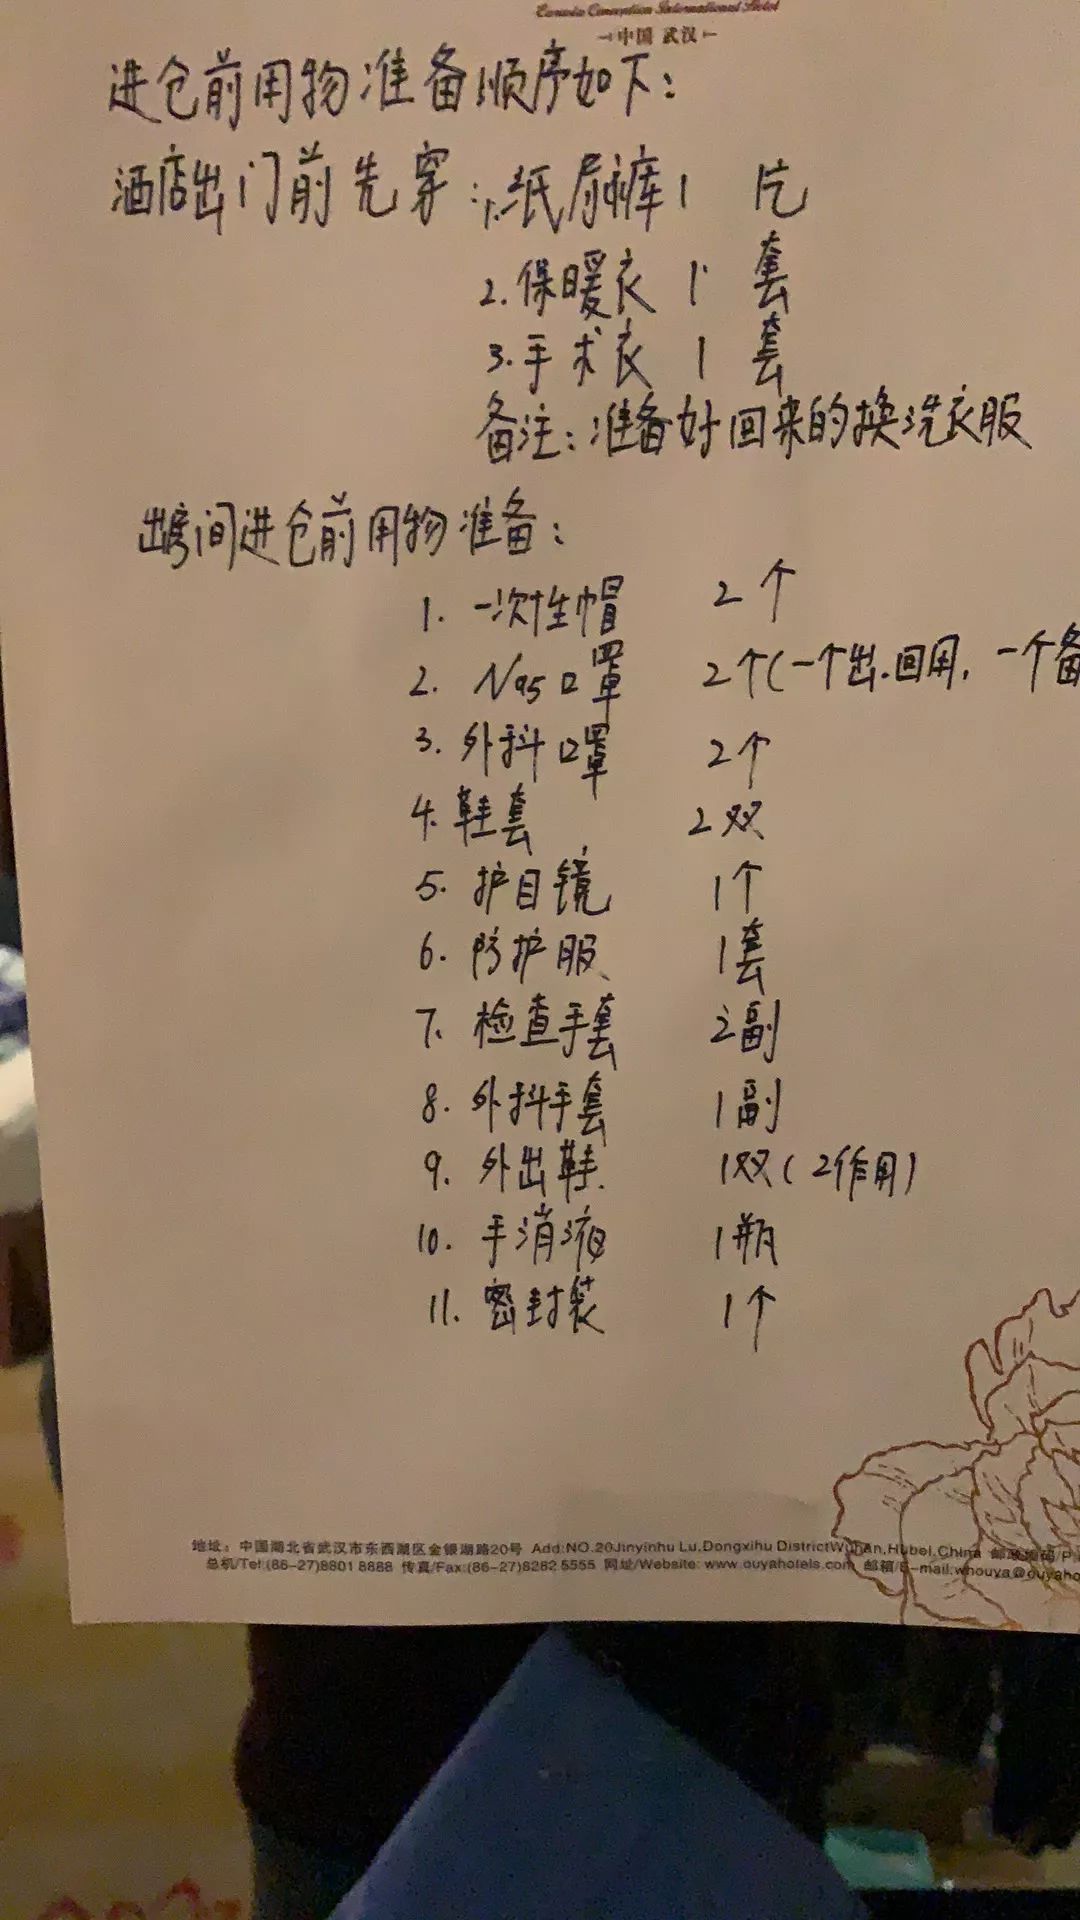 Eurasia Convention International Hotel
中国 武汉
进仓前用物准备顺序如下：
酒店出门前先穿：1.纸尿裤1 片
2.保暖衣 1 套
3.手术衣 1 套
备注：准备好回来的换洗衣服
出房间进仓前用物准备：
1. 一次性帽 2个
2. N95口罩 2个(一个出.回用，一个备
3. 外科口罩 2个
4. 鞋套 2双
5. 护目镜 1个
6. 防护服 1套
7. 检查手套 2副
8. 外科手套 1副
9. 外出鞋 1双(2作用)
10. 手消液 1瓶
11. 密封袋 1个
地址：中国湖北省武汉市东西湖区金银湖路20号 Add:NO.20Jinyinhu Lu,Dongxihu DistrictWuhan,Hubei,China 邮政编码/P
总机/Tel:(86-27)8801 8888 传真/Fax:(86-27)8282 5555 网址/Website: www.ouyahotels.com 邮箱/E-mail:whouya@ouyaho